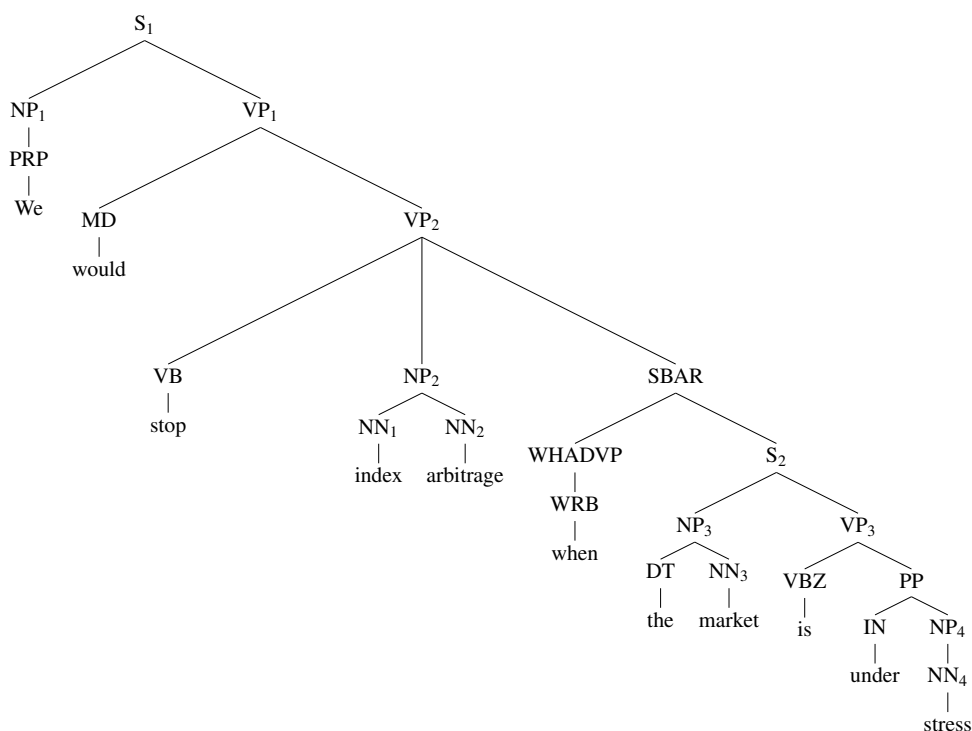 S₁
NP₁ VP₁
PRP
We MD VP₂
would
VB NP₂ SBAR
stop NN₁ NN₂ WHADVP S₂
index arbitrage WRB
when NP₃ VP₃
DT NN₃ VBZ PP
the market is IN NP₄
under NN₄
stress